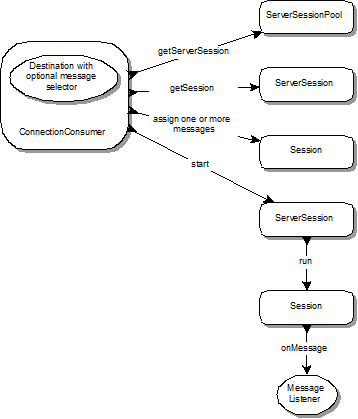 ServerSessionPool
getServerSession
Destination with
optional message
selector
getSession
ServerSession
ConnectionConsumer
assign one or more
messages
Session
start
ServerSession
run
Session
onMessage
Message
Listener